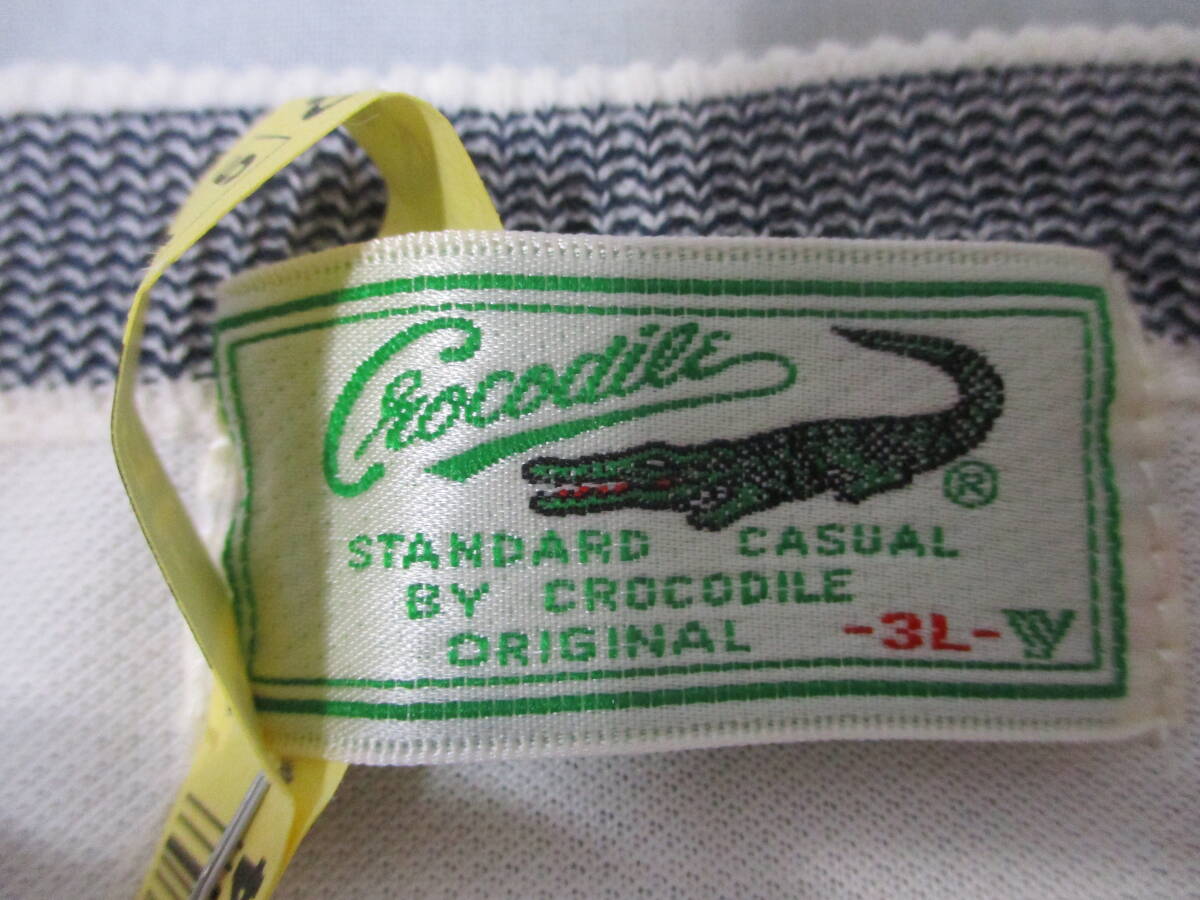 Crocodile
®
STANDARD CASUAL
BY CROCODILE
ORIGINAL -3L-